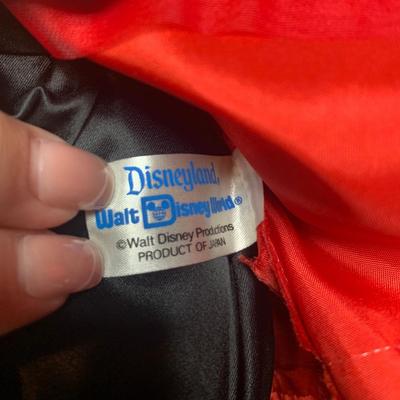 Disneyland,
Walt Disney World®
©Walt Disney Productions
PRODUCT OF JAPAN